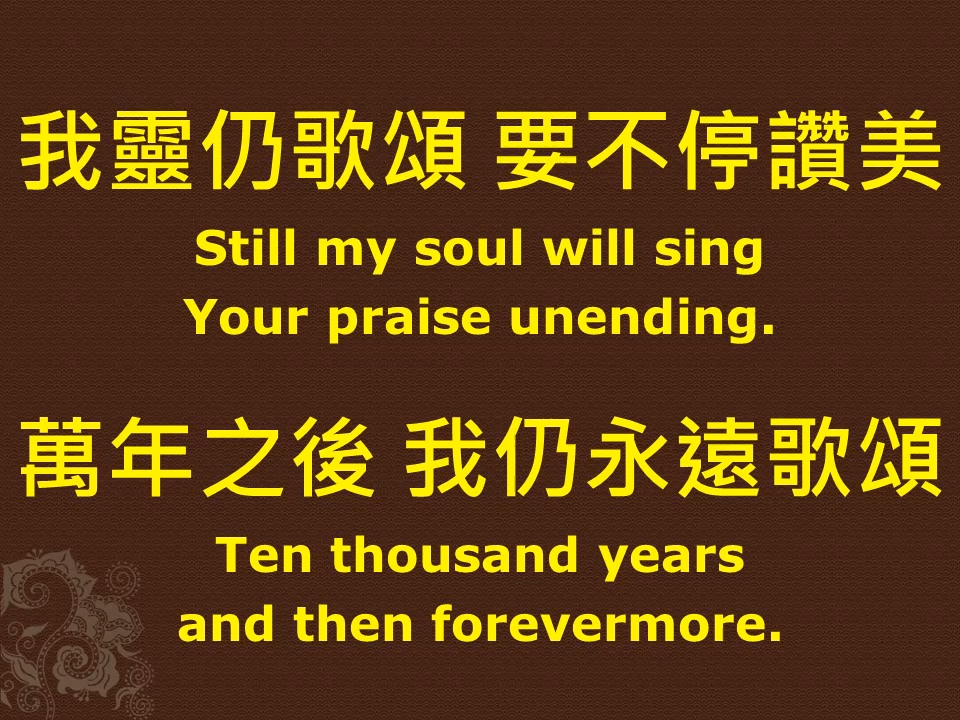 我靈仍歌頌 要不停讚美
Still my soul will sing
Your praise unending.
萬年之後 我仍永遠歌頌
Ten thousand years
and then forevermore.